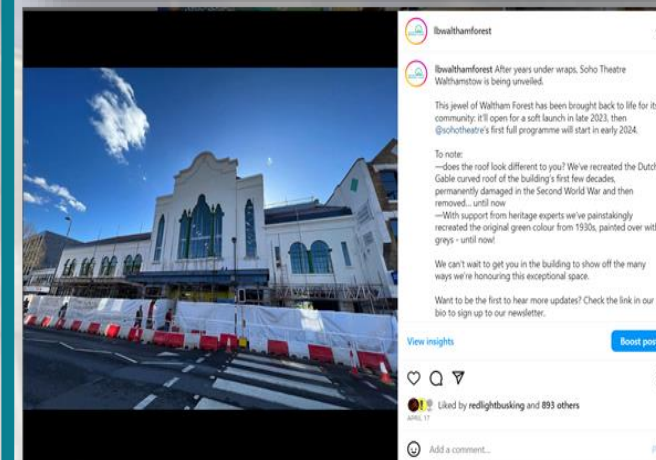 lbwalthamforest
lbwalthamforest After years under wraps, Soho Theatre
Walthamstow is being unveiled.
This jewel of Waltham Forest has been brought back to life for its
community: it'll open for a soft launch in late 2023, then
@sohotheatre's first full programme will start in early 2024.
To note:
—does the roof look different to you? We've recreated the Dutch
Gable curved roof of the building's first few decades,
permanently damaged in the Second World War and then
removed... until now
—With support from heritage experts we've painstakingly
recreated the original green colour from 1930s, painted over with
greys - until now!
We can't wait to get you in the building to show off the many
ways we're honouring this exceptional space.
Want to be the first to hear more updates? Check the link in our
bio to sign up to our newsletter.
View insights
Boost post
Liked by redlightbusking and 893 others
APRIL 17
Add a comment...